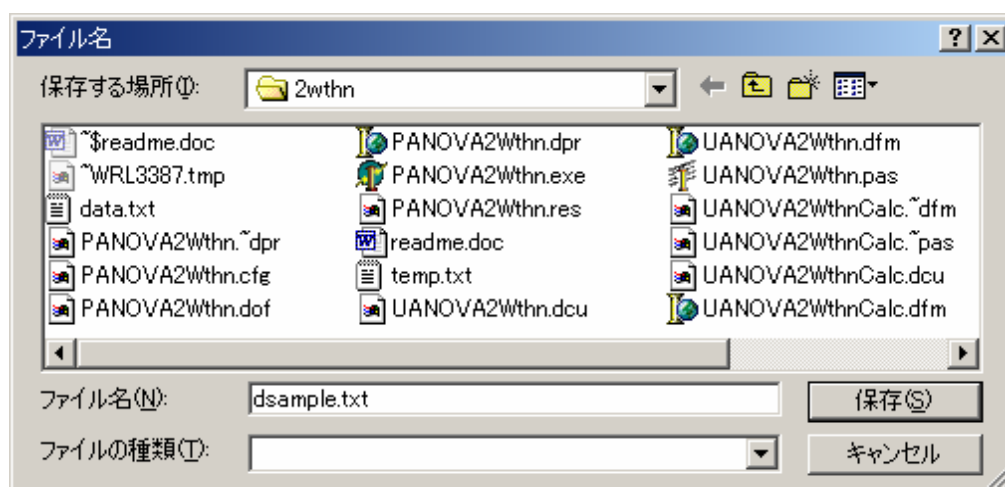 ファイル名
保存する場所(I):
2wthn
~$readme.doc
PANOVA2Wthn.dpr
UANOVA2Wthn.dfm
~WRL3387.tmp
PANOVA2Wthn.exe
UANOVA2Wthn.pas
data.txt
PANOVA2Wthn.res
UANOVA2WthnCalc.~dfm
PANOVA2Wthn.~dpr
readme.doc
UANOVA2WthnCalc.~pas
PANOVA2Wthn.cfg
temp.txt
UANOVA2WthnCalc.dcu
PANOVA2Wthn.dof
UANOVA2Wthn.dcu
UANOVA2WthnCalc.dfm
ファイル名(N):
dsample.txt
保存(S)
ファイルの種類(T):
キャンセル